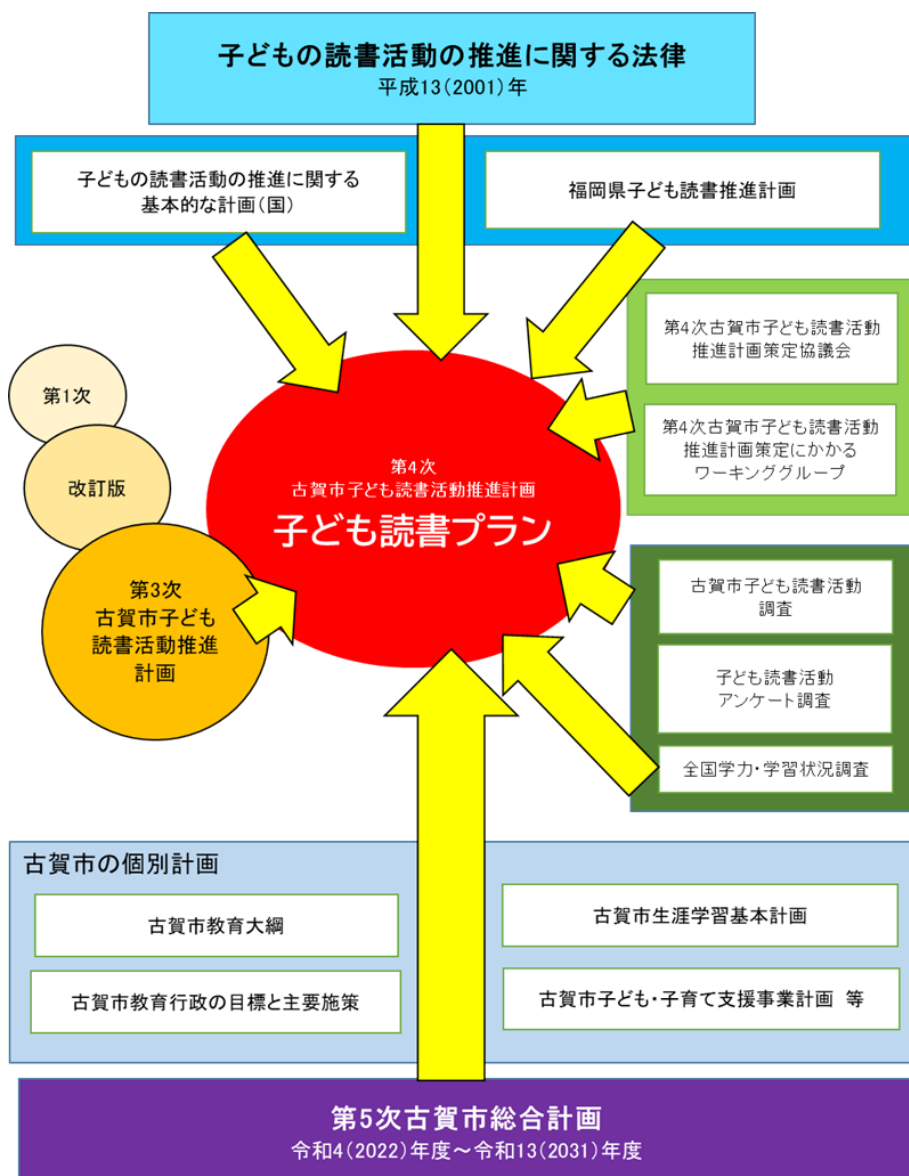 子どもの読書活動の推進に関する法律
平成13(2001)年
子どもの読書活動の推進に関する
基本的な計画(国)
福岡県子ども読書推進計画
第4次古賀市子ども読書活動
推進計画策定協議会
第4次古賀市子ども読書活動
推進計画策定にかかる
ワーキンググループ
第1次
改訂版
第3次
古賀市子ども
読書活動推進
計画
第4次
古賀市子ども読書活動推進計画
子ども読書プラン
古賀市子ども読書活動
調査
子ども読書活動
アンケート調査
全国学力・学習状況調査
古賀市の個別計画
古賀市教育大綱
古賀市生涯学習基本計画
古賀市教育行政の目標と主要施策
古賀市子ども・子育て支援事業計画 等
第5次古賀市総合計画
令和4(2022)年度～令和13(2031)年度